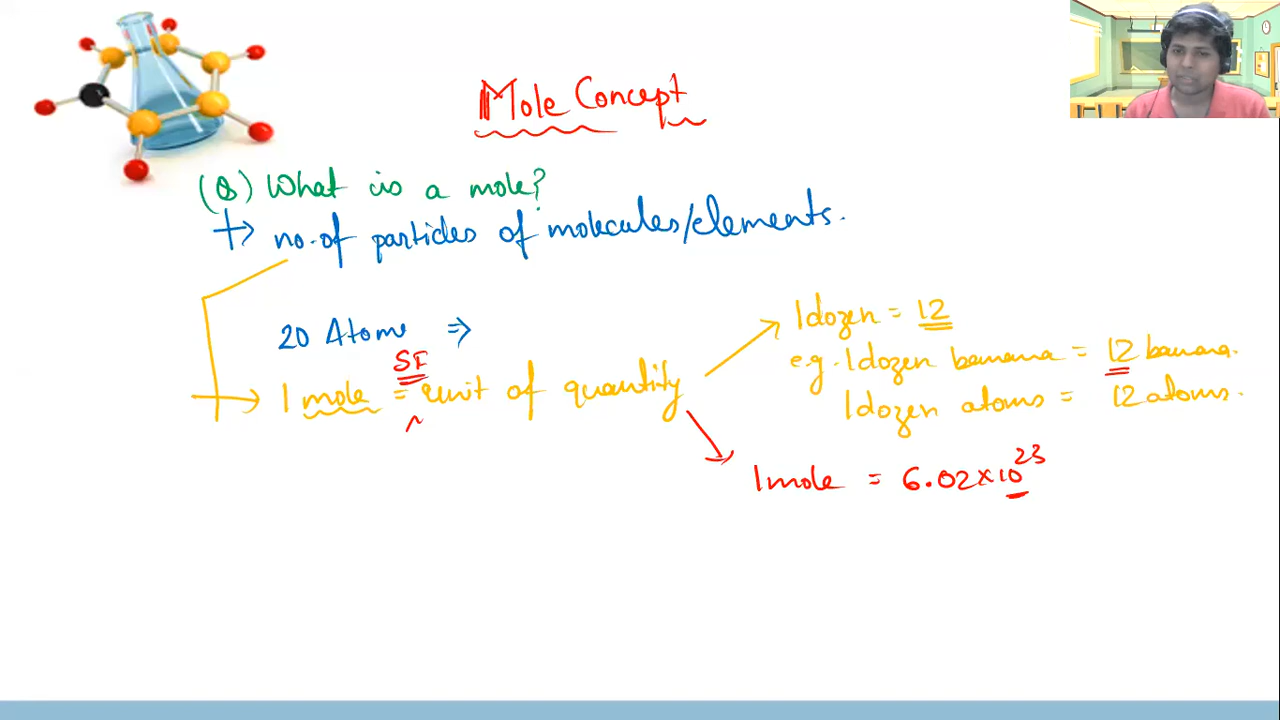 Mole Concept
(Q) What is a mole?
no. of particles of molecules/elements.
20 Atoms ⇒
SI
1 mole = unit of quantity
1 dozen = 12
e.g. 1 dozen banana = 12 banana.
1 dozen atoms = 12 atoms.
1 mole = 6.02×10²³